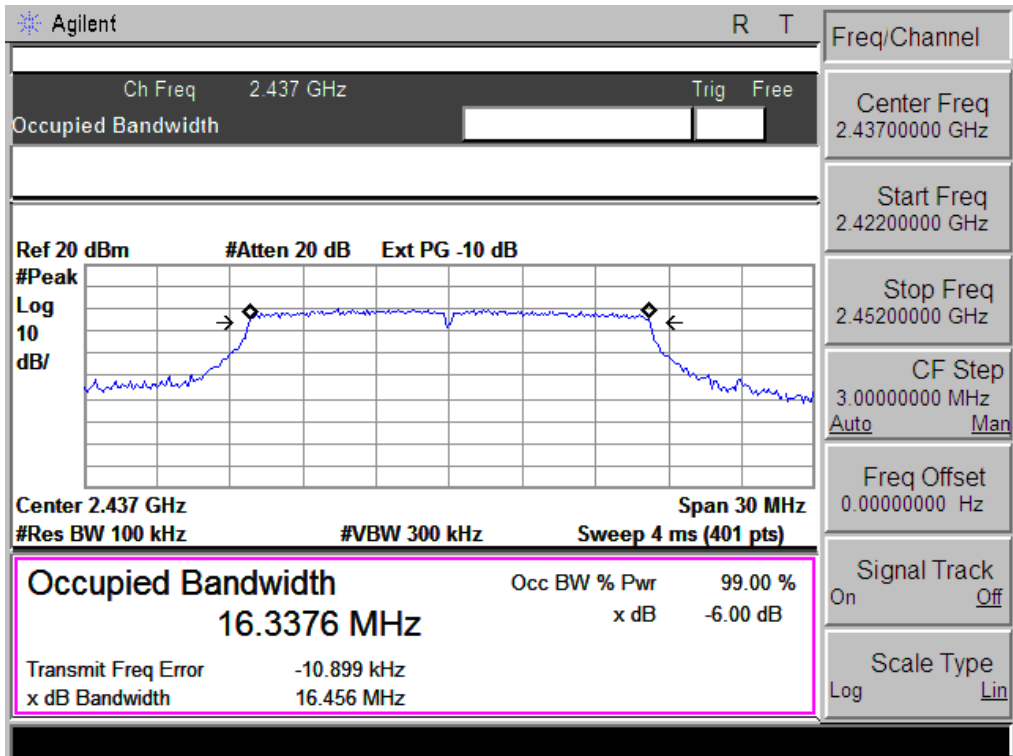 Agilent R T
Ch Freq 2.437 GHz Trig Free
Occupied Bandwidth
Ref 20 dBm #Atten 20 dB Ext PG -10 dB
#Peak
Log
10
dB/
Center 2.437 GHz Span 30 MHz
#Res BW 100 kHz #VBW 300 kHz Sweep 4 ms (401 pts)
Occupied Bandwidth Occ BW % Pwr 99.00 %
16.3376 MHz x dB -6.00 dB
Transmit Freq Error -10.899 kHz
x dB Bandwidth 16.456 MHz
Freq/Channel
Center Freq
2.43700000 GHz
Start Freq
2.42200000 GHz
Stop Freq
2.45200000 GHz
CF Step
3.00000000 MHz
Auto Man
Freq Offset
0.00000000 Hz
Signal Track
On Off
Scale Type
Log Lin